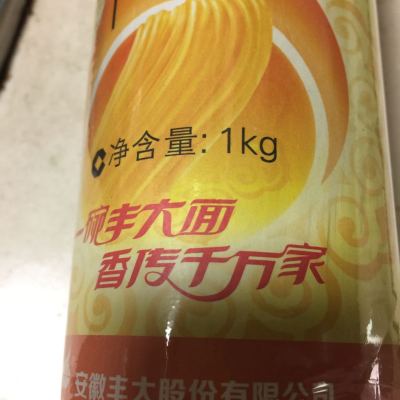 净含量: 1kg
一碗丰大面
香传千万家
安徽丰大股份有限公司